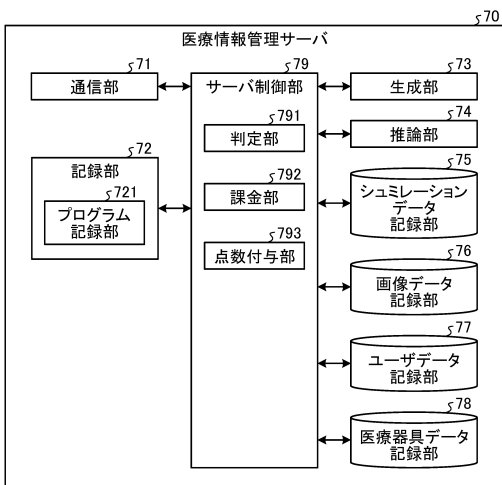 70
医療情報管理サーバ
71
通信部
72
記録部
721
プログラム
記録部
79
サーバ制御部
791
判定部
792
課金部
793
点数付与部
73
生成部
74
推論部
75
シュミレーション
データ
記録部
76
画像データ
記録部
77
ユーザデータ
記録部
78
医療器具データ
記録部